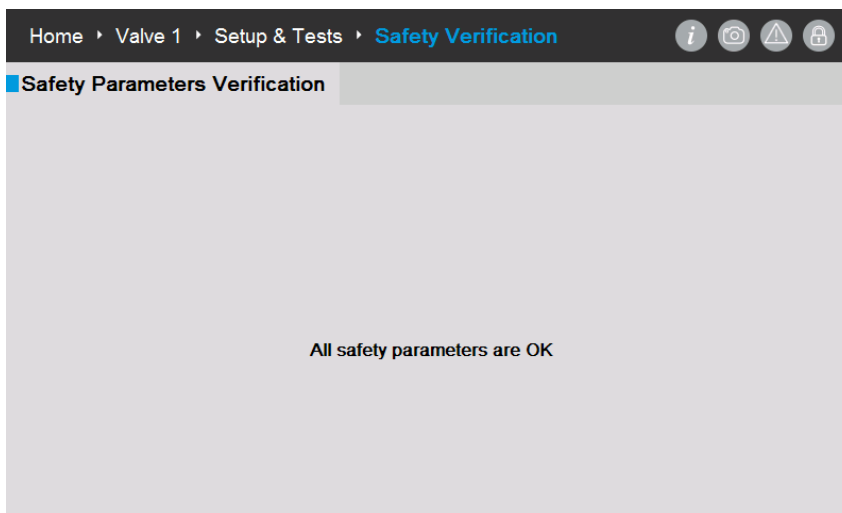 Home ‣ Valve 1 ‣ Setup & Tests ‣ Safety Verification
Safety Parameters Verification
All safety parameters are OK